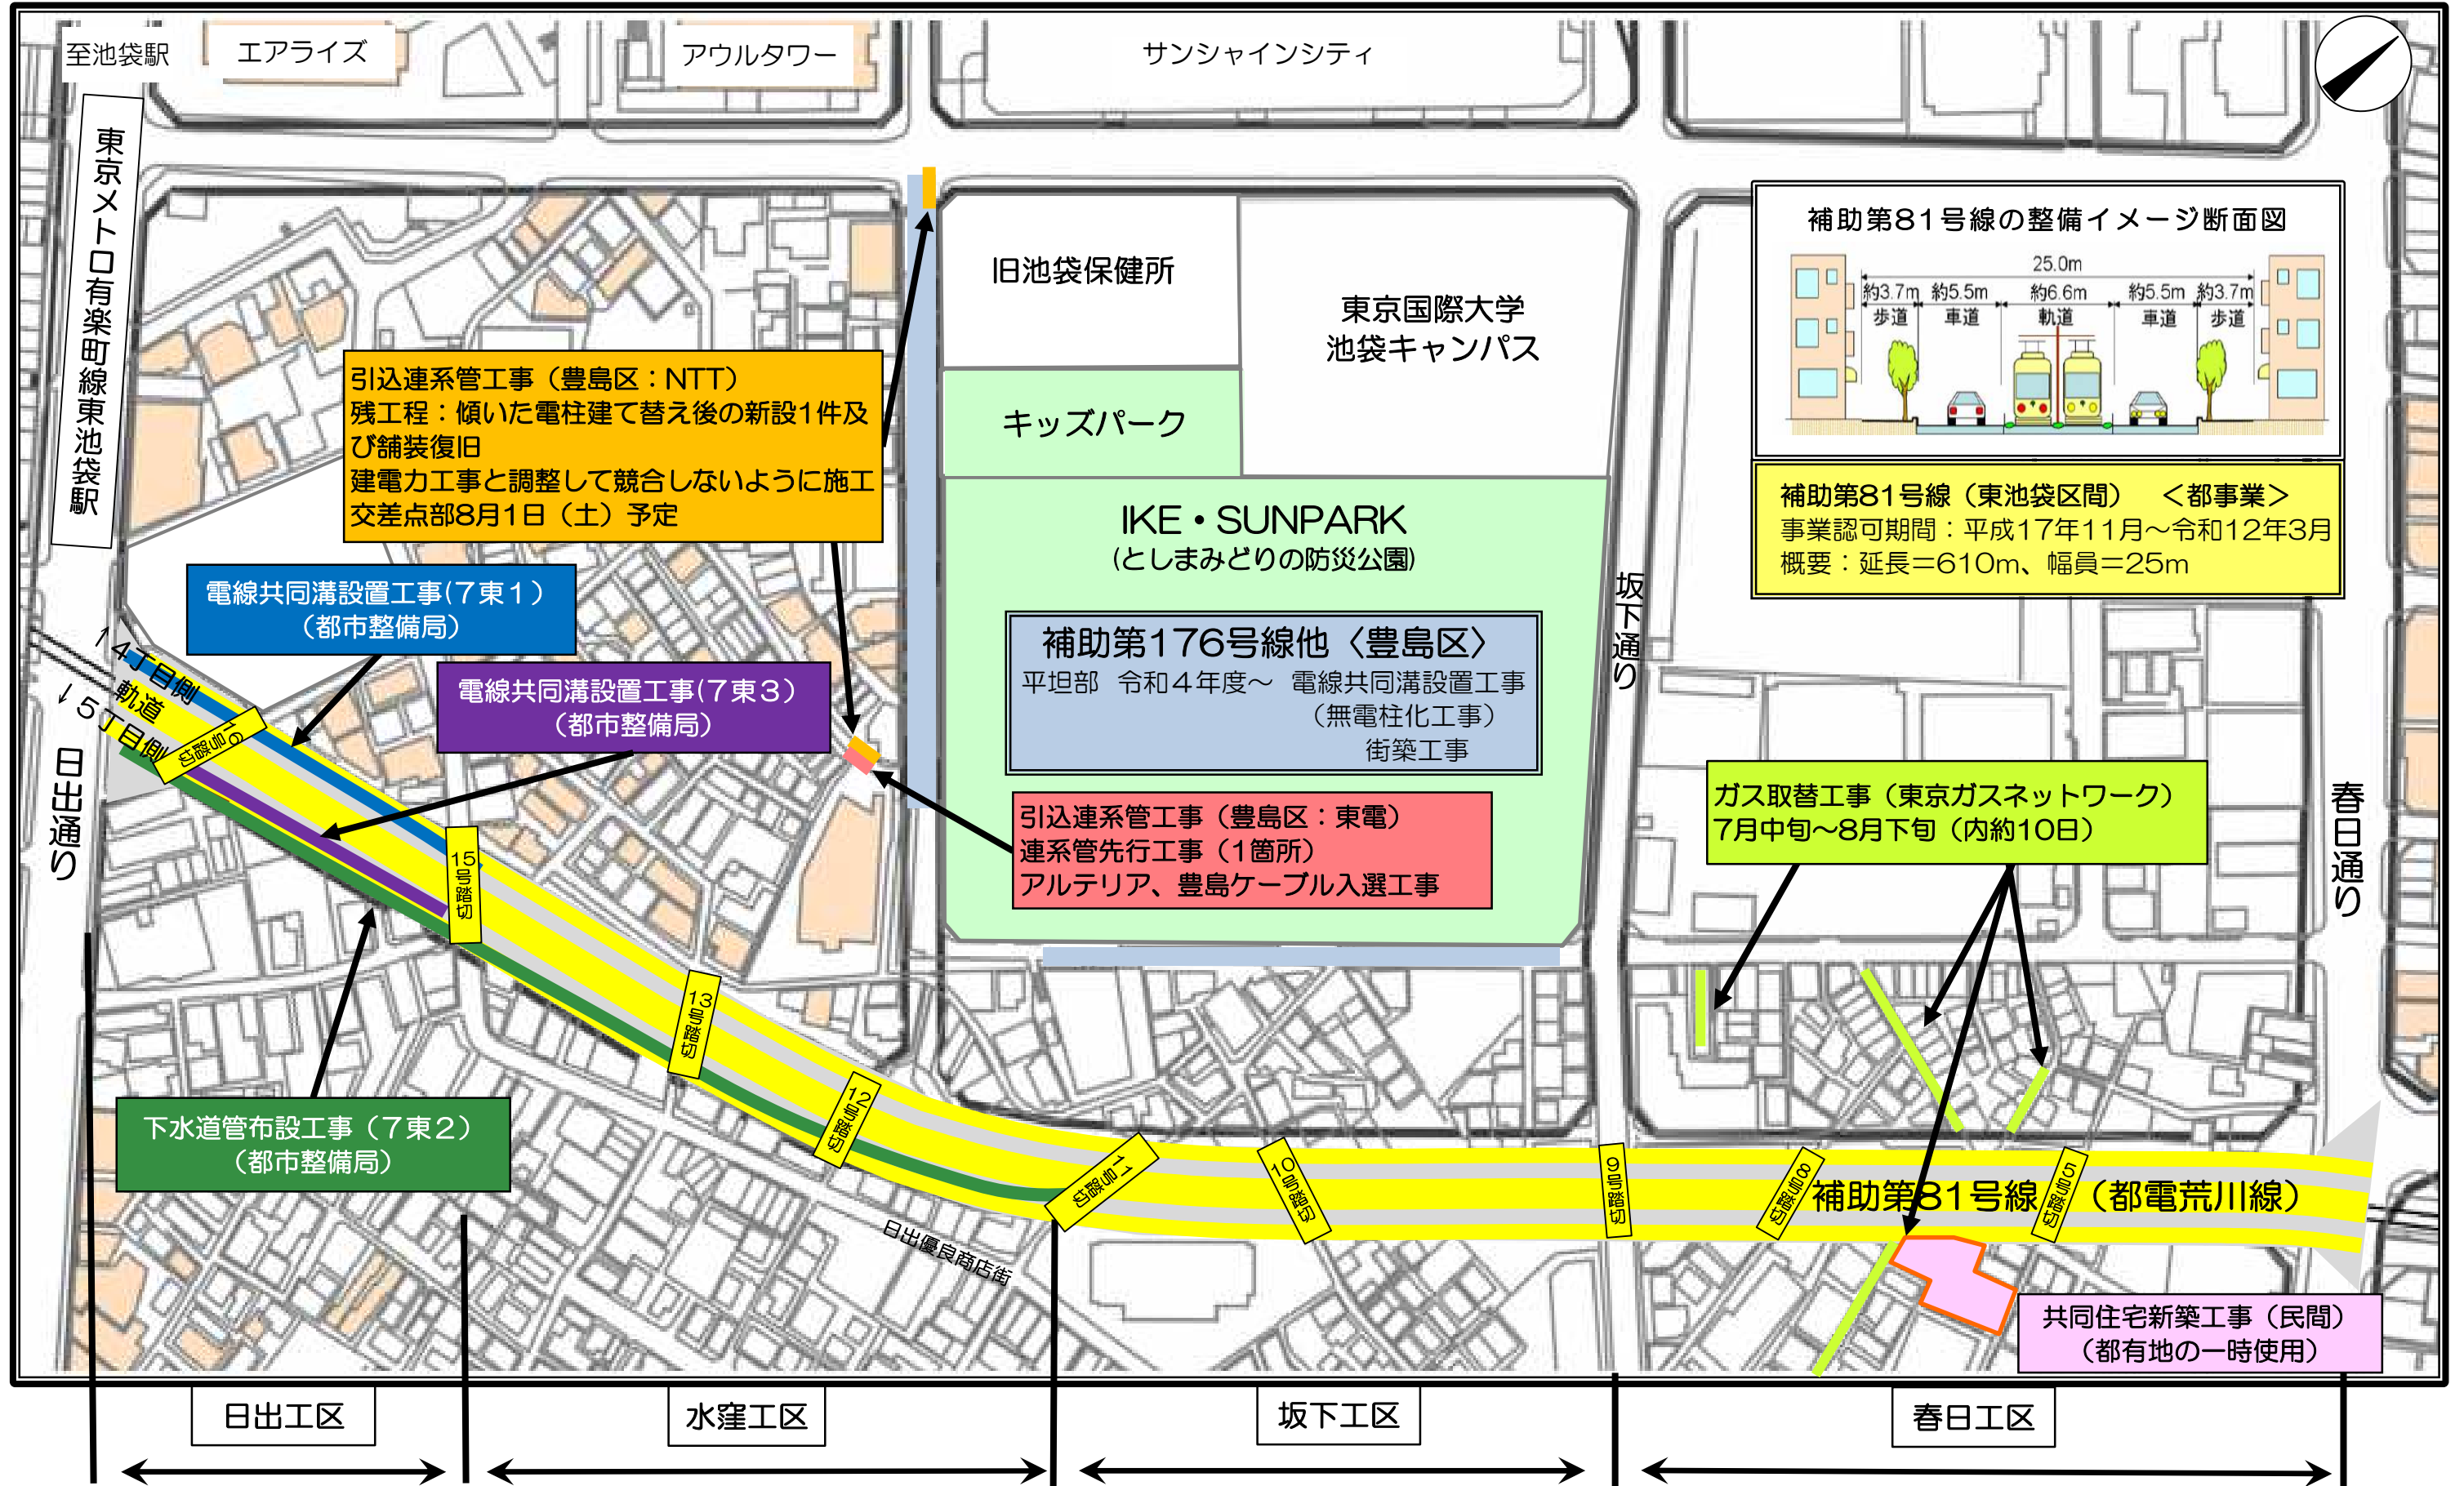 至池袋駅
エアライズ
アウルタワー
サンシャインシティ
東京メトロ有楽町線東池袋駅
旧池袋保健所
東京国際大学
池袋キャンパス
キッズパーク
IKE・SUNPARK
(としまみどりの防災公園)
補助第81号線の整備イメージ断面図
25.0m
約3.7m 約5.5m 約6.6m 約5.5m 約3.7m
歩道 車道 軌道 車道 歩道
補助第81号線（東池袋区間） ＜都事業＞
事業認可期間：平成17年11月～令和12年3月
概要：延長＝610m、幅員＝25m
引込連系管工事（豊島区：NTT）
残工程：傾いた電柱建て替え後の新設1件及
び舗装復旧
建電力工事と調整して競合しないように施工
交差点部8月1日（土）予定
電線共同溝設置工事(７東１)
（都市整備局）
電線共同溝設置工事(７東３)
（都市整備局）
補助第176号線他〈豊島区〉
平坦部 令和４年度～ 電線共同溝設置工事
（無電柱化工事）
街築工事
引込連系管工事（豊島区：東電）
連系管先行工事（1箇所）
アルテリア、豊島ケーブル入選工事
ガス取替工事（東京ガスネットワーク）
7月中旬～8月下旬（内約10日）
坂下通り
春日通り
日出通り
↑4丁目側
軌道
↓5丁目側
16号踏切
15号踏切
13号踏切
12号踏切
11号踏切
10号踏切
9号踏切
8号踏切
5号踏切
補助第81号線 （都電荒川線）
下水道管布設工事（７東２）
（都市整備局）
日出優良商店街
共同住宅新築工事（民間）
（都有地の一時使用）
日出工区
水窪工区
坂下工区
春日工区